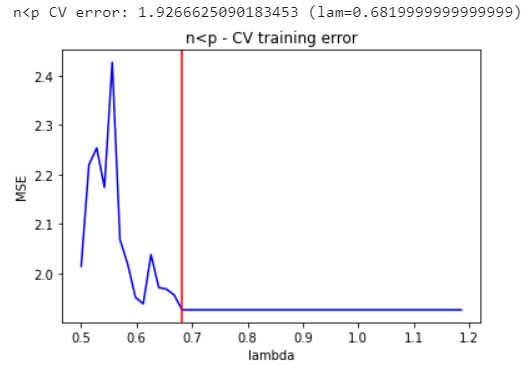 n<p CV error: 1.9266625090183453 (lam=0.6819999999999999)
n<p - CV training error
2.4
2.3
2.2
2.1
2.0
MSE
0.5 0.6 0.7 0.8 0.9 1.0 1.1 1.2
lambda